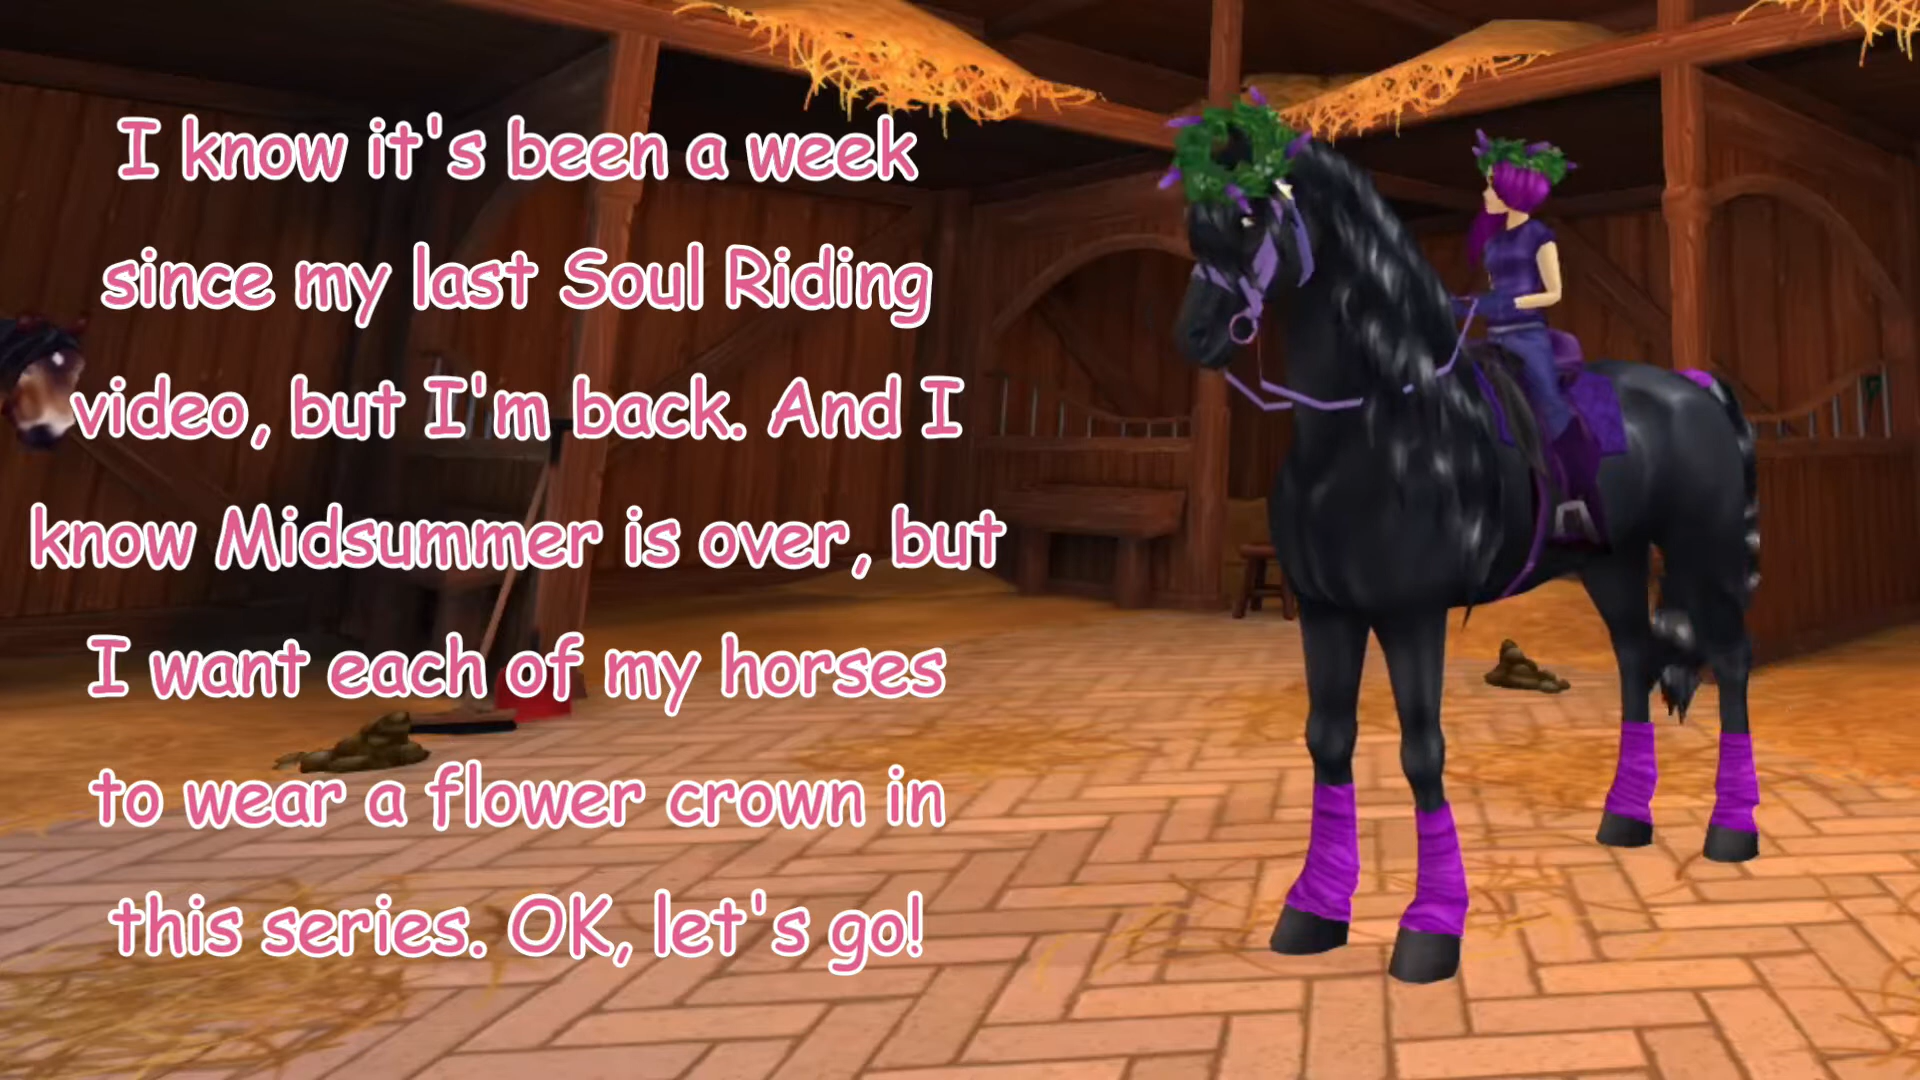 I know it's been a week
since my last Soul Riding
video, but I'm back. And I
know Midsummer is over, but
I want each of my horses
to wear a flower crown in
this series. OK, let's go!